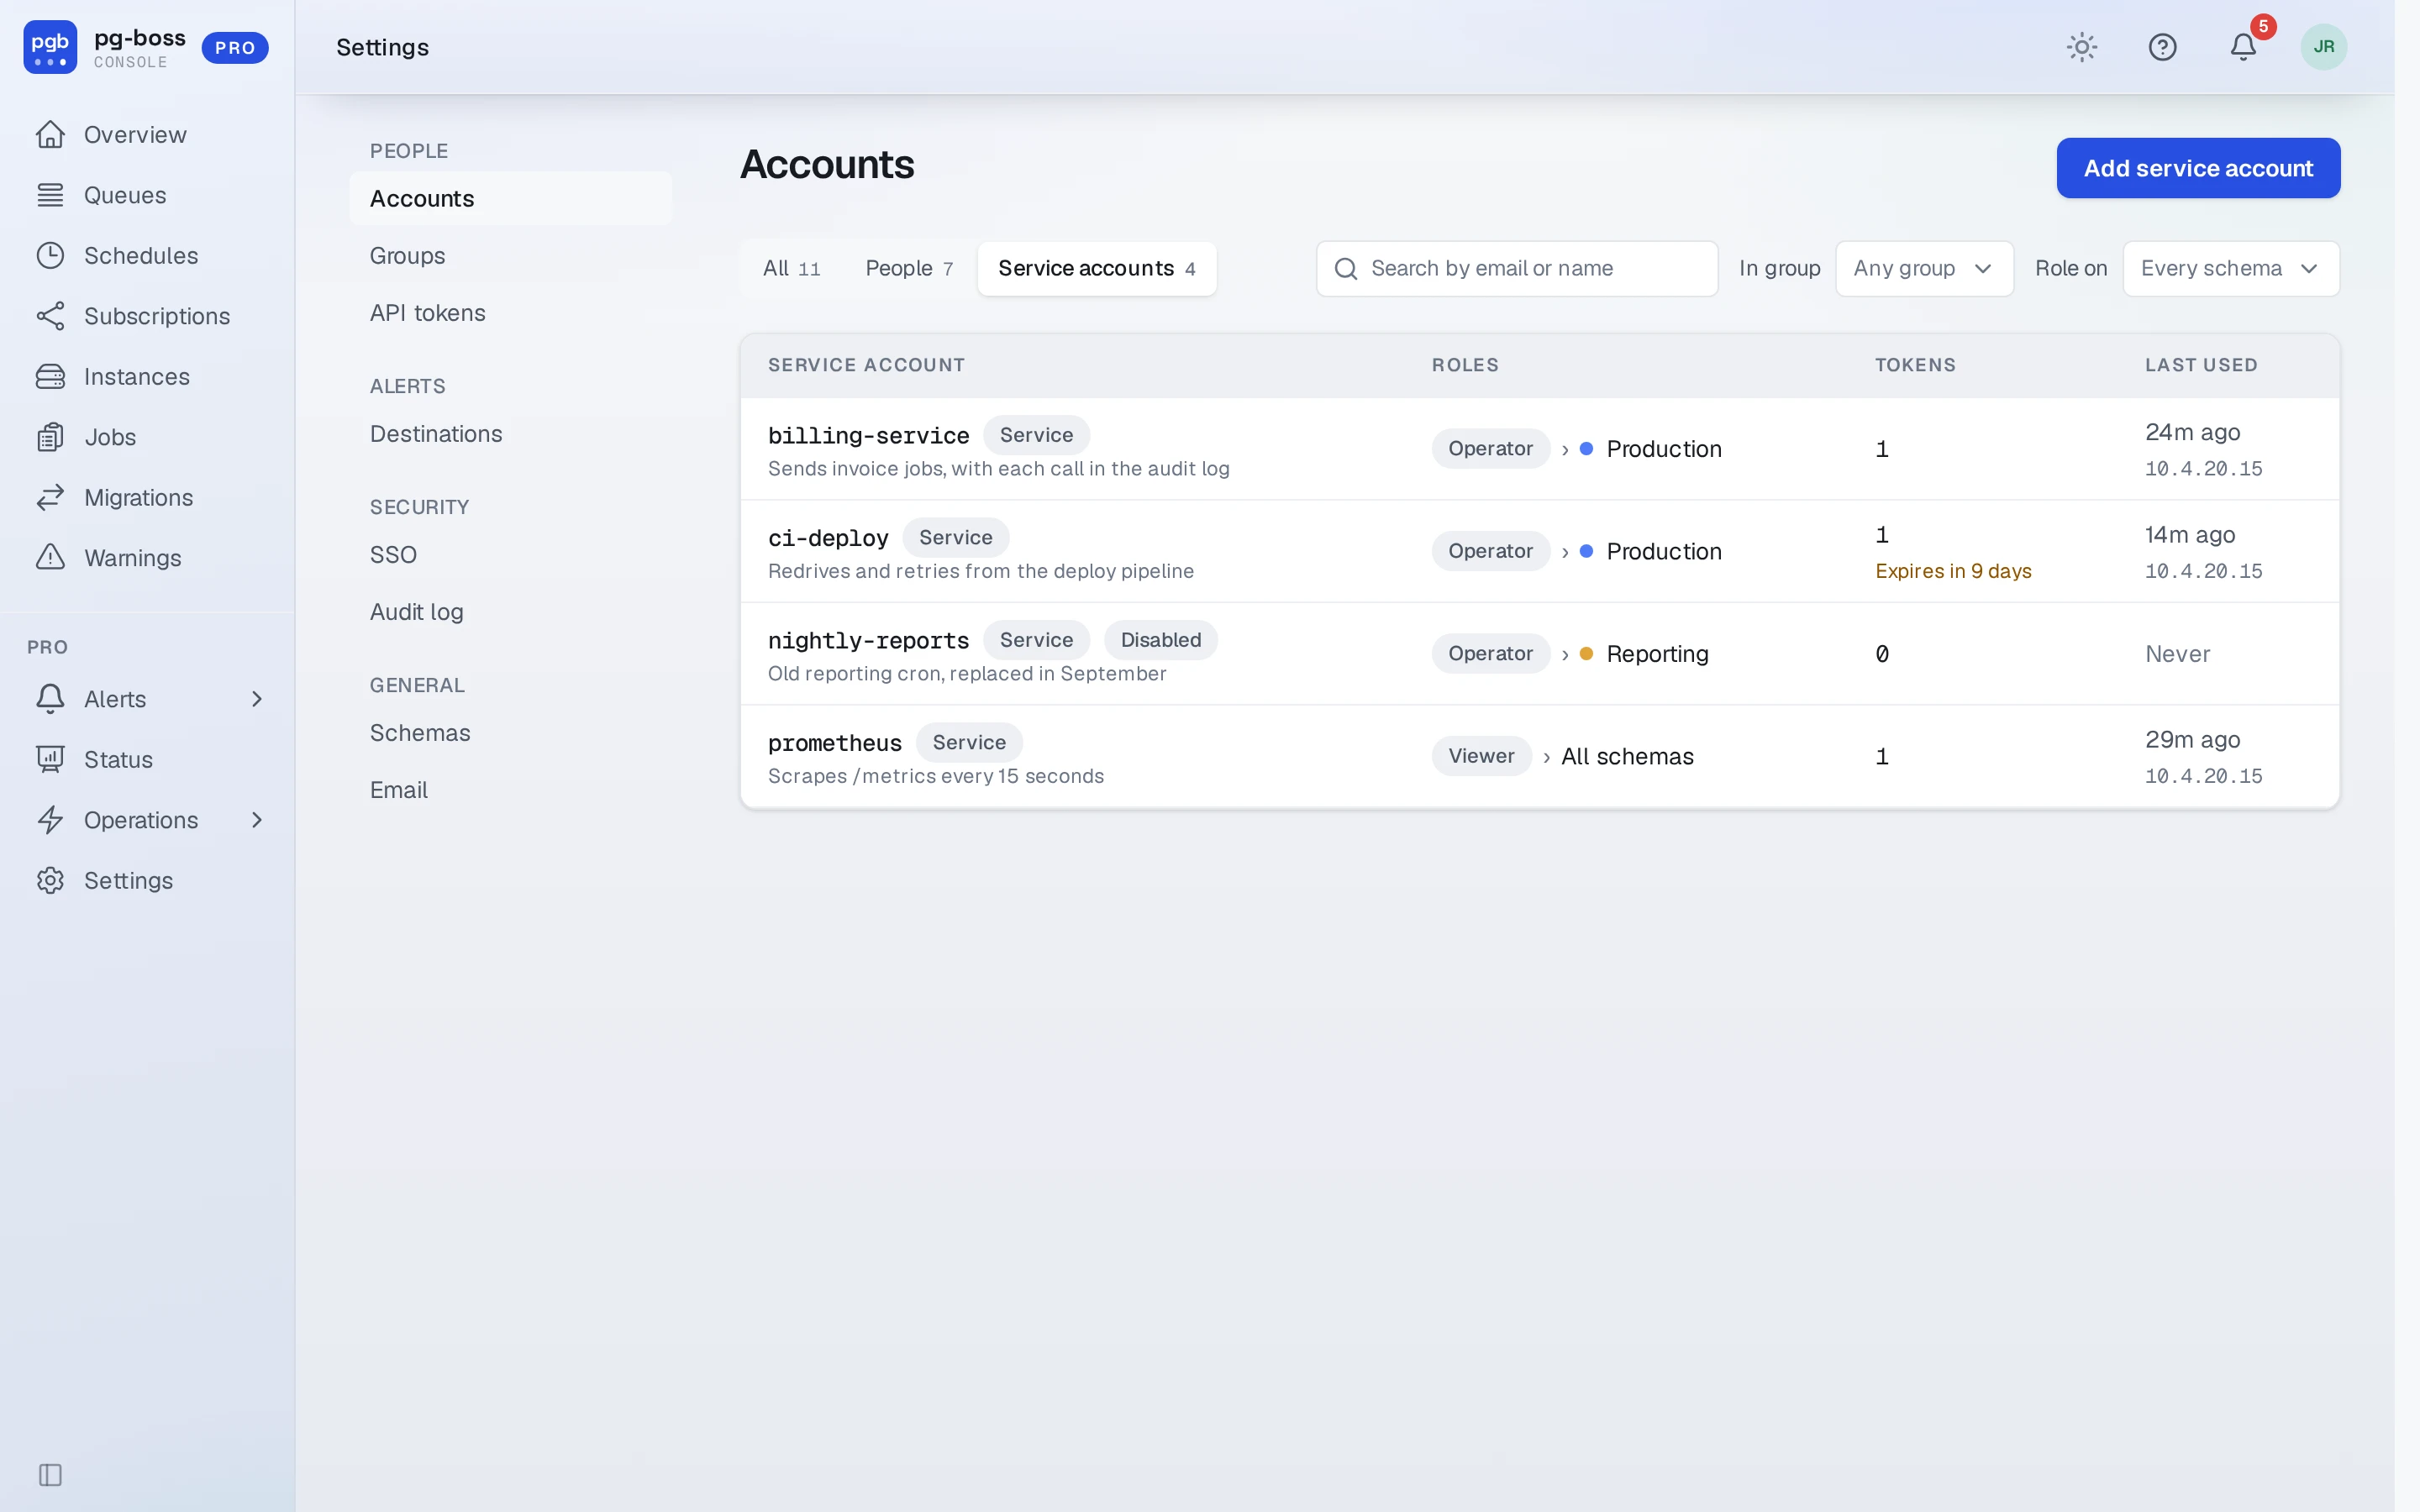 pgb
pg-boss
CONSOLE
PRO
Settings
5
JR
Overview
Queues
Schedules
Subscriptions
Instances
Jobs
Migrations
Warnings
PRO
Alerts
Status
Operations
Settings
PEOPLE
Accounts
Groups
API tokens
ALERTS
Destinations
SECURITY
SSO
Audit log
GENERAL
Schemas
Email
Accounts
Add service account
All 11
People 7
Service accounts 4
Search by email or name
In group
Any group
Role on
Every schema
SERVICE ACCOUNT ROLES TOKENS LAST USED
billing-service Service
Sends invoice jobs, with each call in the audit log
Operator › Production
1
24m ago
10.4.20.15
ci-deploy Service
Redrives and retries from the deploy pipeline
Operator › Production
1
Expires in 9 days
14m ago
10.4.20.15
nightly-reports Service Disabled
Old reporting cron, replaced in September
Operator › Reporting
0
Never
prometheus Service
Scrapes /metrics every 15 seconds
Viewer › All schemas
1
29m ago
10.4.20.15